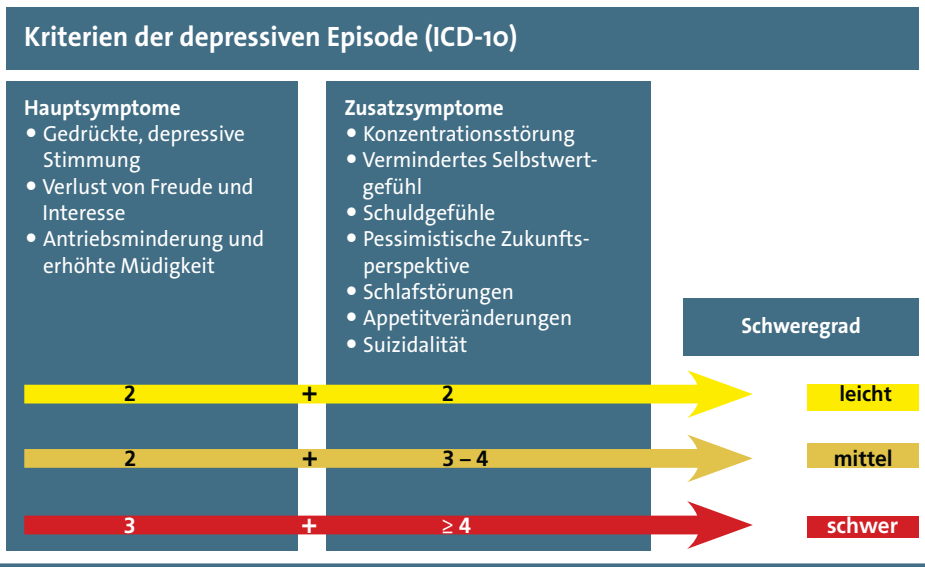 Kriterien der depressiven Episode (ICD-10)
Hauptsymptome
• Gedrückte, depressive
Stimmung
• Verlust von Freude und
Interesse
• Antriebsminderung und
erhöhte Müdigkeit
Zusatzsymptome
• Konzentrationsstörung
• Vermindertes Selbstwert-
gefühl
• Schuldgefühle
• Pessimistische Zukunfts-
perspektive
• Schlafstörungen
• Appetitveränderungen
• Suizidalität
Schweregrad
2 + 2 leicht
2 + 3 – 4 mittel
3 + ≥ 4 schwer